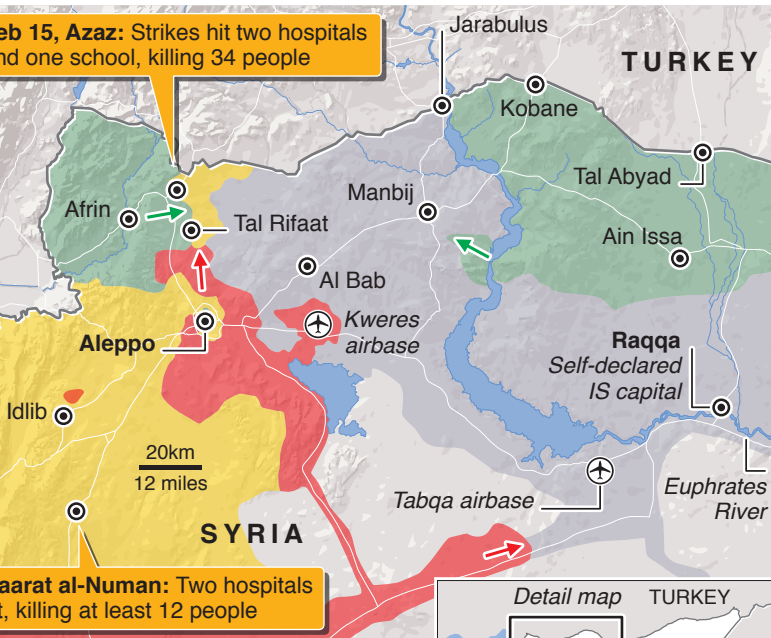 eb 15, Azaz: Strikes hit two hospitals
nd one school, killing 34 people
Jarabulus
TURKEY
Kobane
Tal Abyad
Manbij
Afrin
Tal Rifaat
Ain Issa
Al Bab
Kweres
airbase
Aleppo
Raqqa
Self-declared
IS capital
Idlib
20km
12 miles
Tabqa airbase
Euphrates
River
SYRIA
aarat al-Numan: Two hospitals
t, killing at least 12 people
Detail map
TURKEY